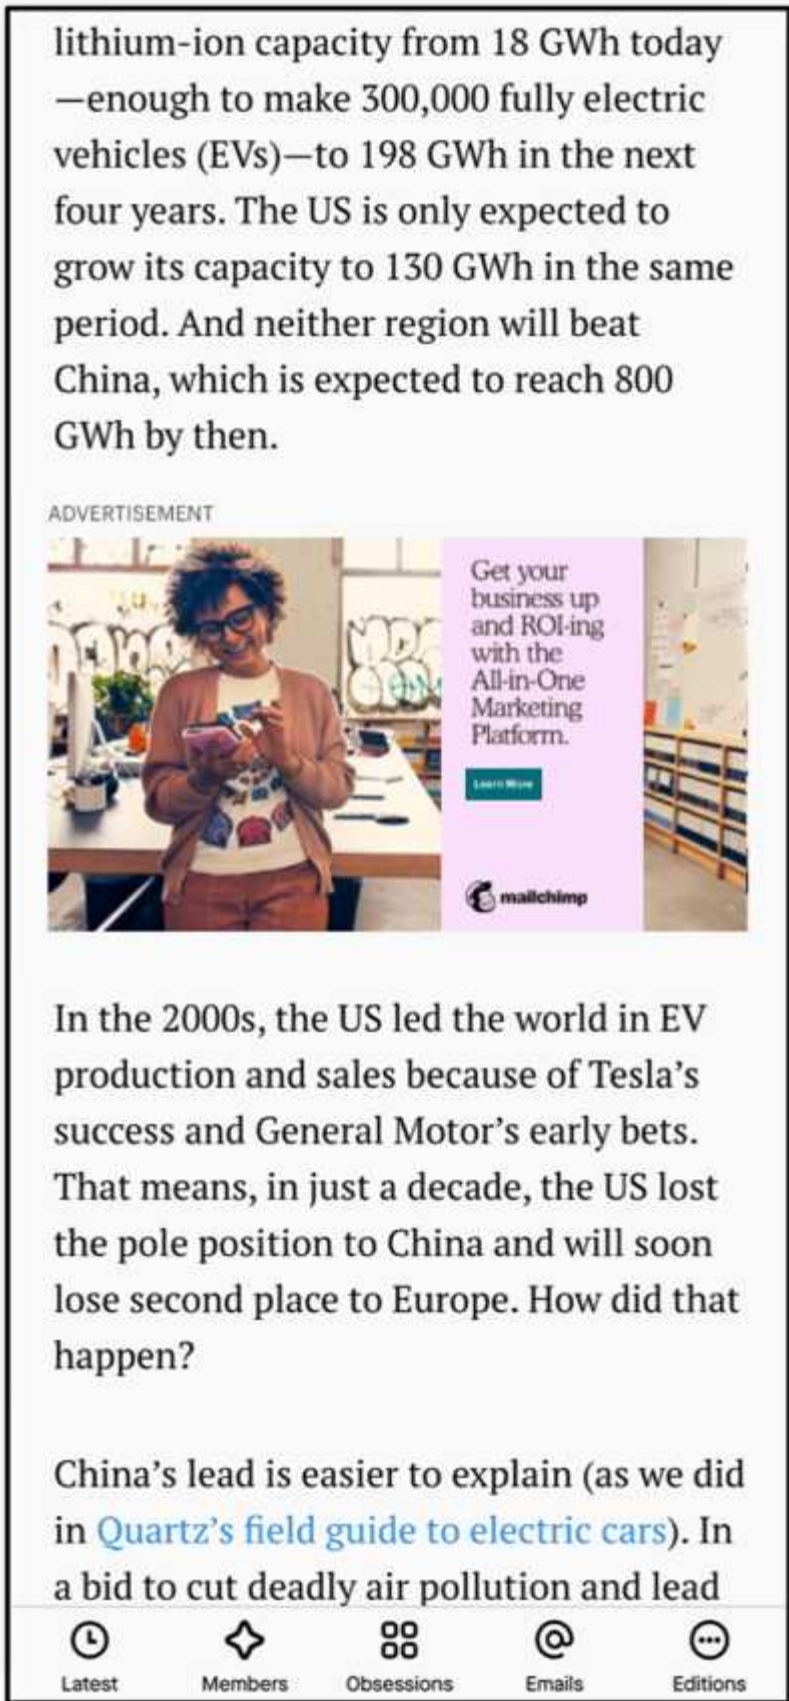 lithium-ion capacity from 18 GWh today
—enough to make 300,000 fully electric
vehicles (EVs)—to 198 GWh in the next
four years. The US is only expected to
grow its capacity to 130 GWh in the same
period. And neither region will beat
China, which is expected to reach 800
GWh by then.
ADVERTISEMENT
Get your
business up
and ROI-ing
with the
All-in-One
Marketing
Platform.
Learn More
mailchimp
In the 2000s, the US led the world in EV
production and sales because of Tesla’s
success and General Motor’s early bets.
That means, in just a decade, the US lost
the pole position to China and will soon
lose second place to Europe. How did that
happen?
China’s lead is easier to explain (as we did
in Quartz’s field guide to electric cars). In
a bid to cut deadly air pollution and lead
Latest
Members
Obsessions
Emails
Editions